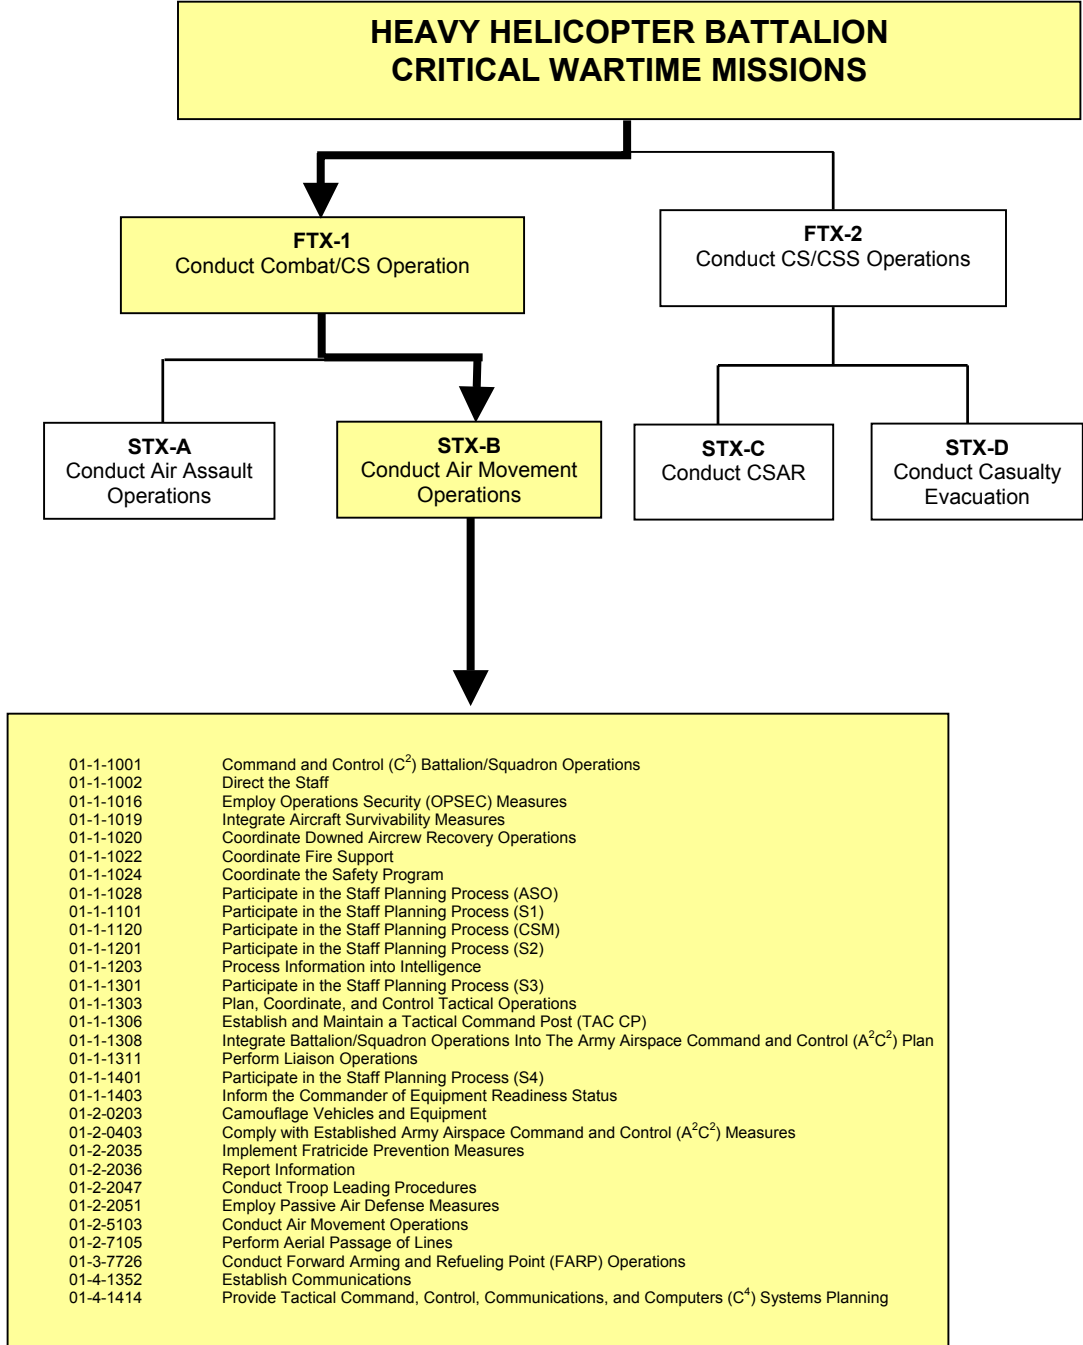 HEAVY HELICOPTER BATTALION
CRITICAL WARTIME MISSIONS
FTX-1
Conduct Combat/CS Operation
FTX-2
Conduct CS/CSS Operations
STX-A
Conduct Air Assault
Operations
STX-B
Conduct Air Movement
Operations
STX-C
Conduct CSAR
STX-D
Conduct Casualty
Evacuation
01-1-1001 Command and Control (C²) Battalion/Squadron Operations
01-1-1002 Direct the Staff
01-1-1016 Employ Operations Security (OPSEC) Measures
01-1-1019 Integrate Aircraft Survivability Measures
01-1-1020 Coordinate Downed Aircrew Recovery Operations
01-1-1022 Coordinate Fire Support
01-1-1024 Coordinate the Safety Program
01-1-1028 Participate in the Staff Planning Process (ASO)
01-1-1101 Participate in the Staff Planning Process (S1)
01-1-1120 Participate in the Staff Planning Process (CSM)
01-1-1201 Participate in the Staff Planning Process (S2)
01-1-1203 Process Information into Intelligence
01-1-1301 Participate in the Staff Planning Process (S3)
01-1-1303 Plan, Coordinate, and Control Tactical Operations
01-1-1306 Establish and Maintain a Tactical Command Post (TAC CP)
01-1-1308 Integrate Battalion/Squadron Operations Into The Army Airspace Command and Control (A²C²) Plan
01-1-1311 Perform Liaison Operations
01-1-1401 Participate in the Staff Planning Process (S4)
01-1-1403 Inform the Commander of Equipment Readiness Status
01-2-0203 Camouflage Vehicles and Equipment
01-2-0403 Comply with Established Army Airspace Command and Control (A²C²) Measures
01-2-2035 Implement Fratricide Prevention Measures
01-2-2036 Report Information
01-2-2047 Conduct Troop Leading Procedures
01-2-2051 Employ Passive Air Defense Measures
01-2-5103 Conduct Air Movement Operations
01-2-7105 Perform Aerial Passage of Lines
01-3-7726 Conduct Forward Arming and Refueling Point (FARP) Operations
01-4-1352 Establish Communications
01-4-1414 Provide Tactical Command, Control, Communications, and Computers (C⁴) Systems Planning